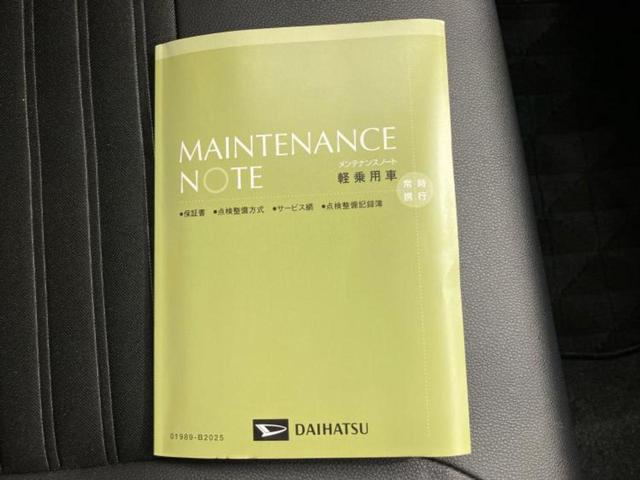 MAINTENANCE
NOTE
メンテナンスノート
軽乗用車
常時
携行
●保証書 ●点検整備方式 ●サービス網 ●点検整備記録簿
01989-B2025
DAIHATSU